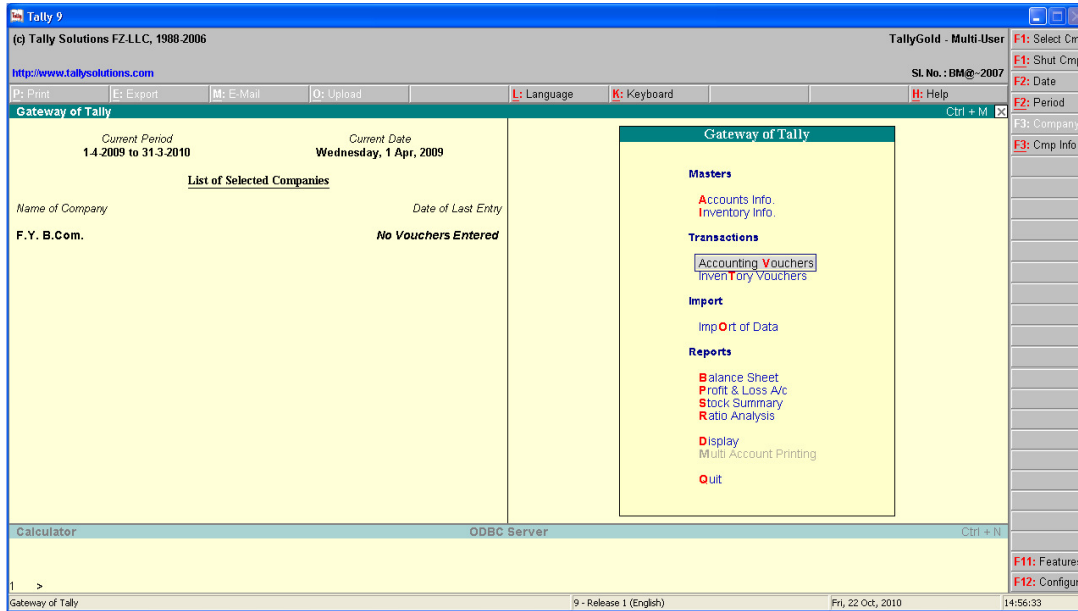 Tally 9
(c) Tally Solutions FZ-LLC, 1988-2006
TallyGold - Multi-User
http://www.tallysolutions.com
Sl. No. : BM@~2007
P: Print E: Export M: E-Mail O: Upload L: Language K: Keyboard H: Help
Gateway of Tally
Ctrl + M
Current Period
1-4-2009 to 31-3-2010
Current Date
Wednesday, 1 Apr, 2009
List of Selected Companies
Name of Company Date of Last Entry
F.Y. B.Com. No Vouchers Entered
Gateway of Tally
Masters
Accounts Info.
Inventory Info.
Transactions
Accounting Vouchers
InvenTory Vouchers
Import
ImpOrt of Data
Reports
Balance Sheet
Profit & Loss A/c
Stock Summary
Ratio Analysis
Display
Multi Account Printing
Quit
F1: Select Cm
F1: Shut Cmp
F2: Date
F2: Period
F3: Company
F3: Cmp Info
F11: Features
F12: Configur
Calculator ODBC Server Ctrl + N
1 >
Gateway of Tally 9 - Release 1 (English) Fri, 22 Oct, 2010 14:56:33